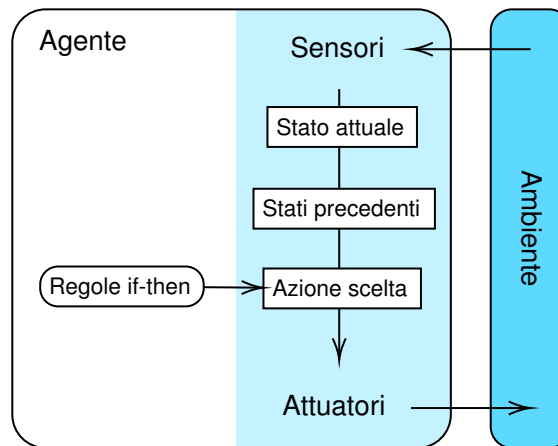 Agente
Sensori
Stato attuale
Stati precedenti
Regole if-then
Azione scelta
Attuatori
Ambiente